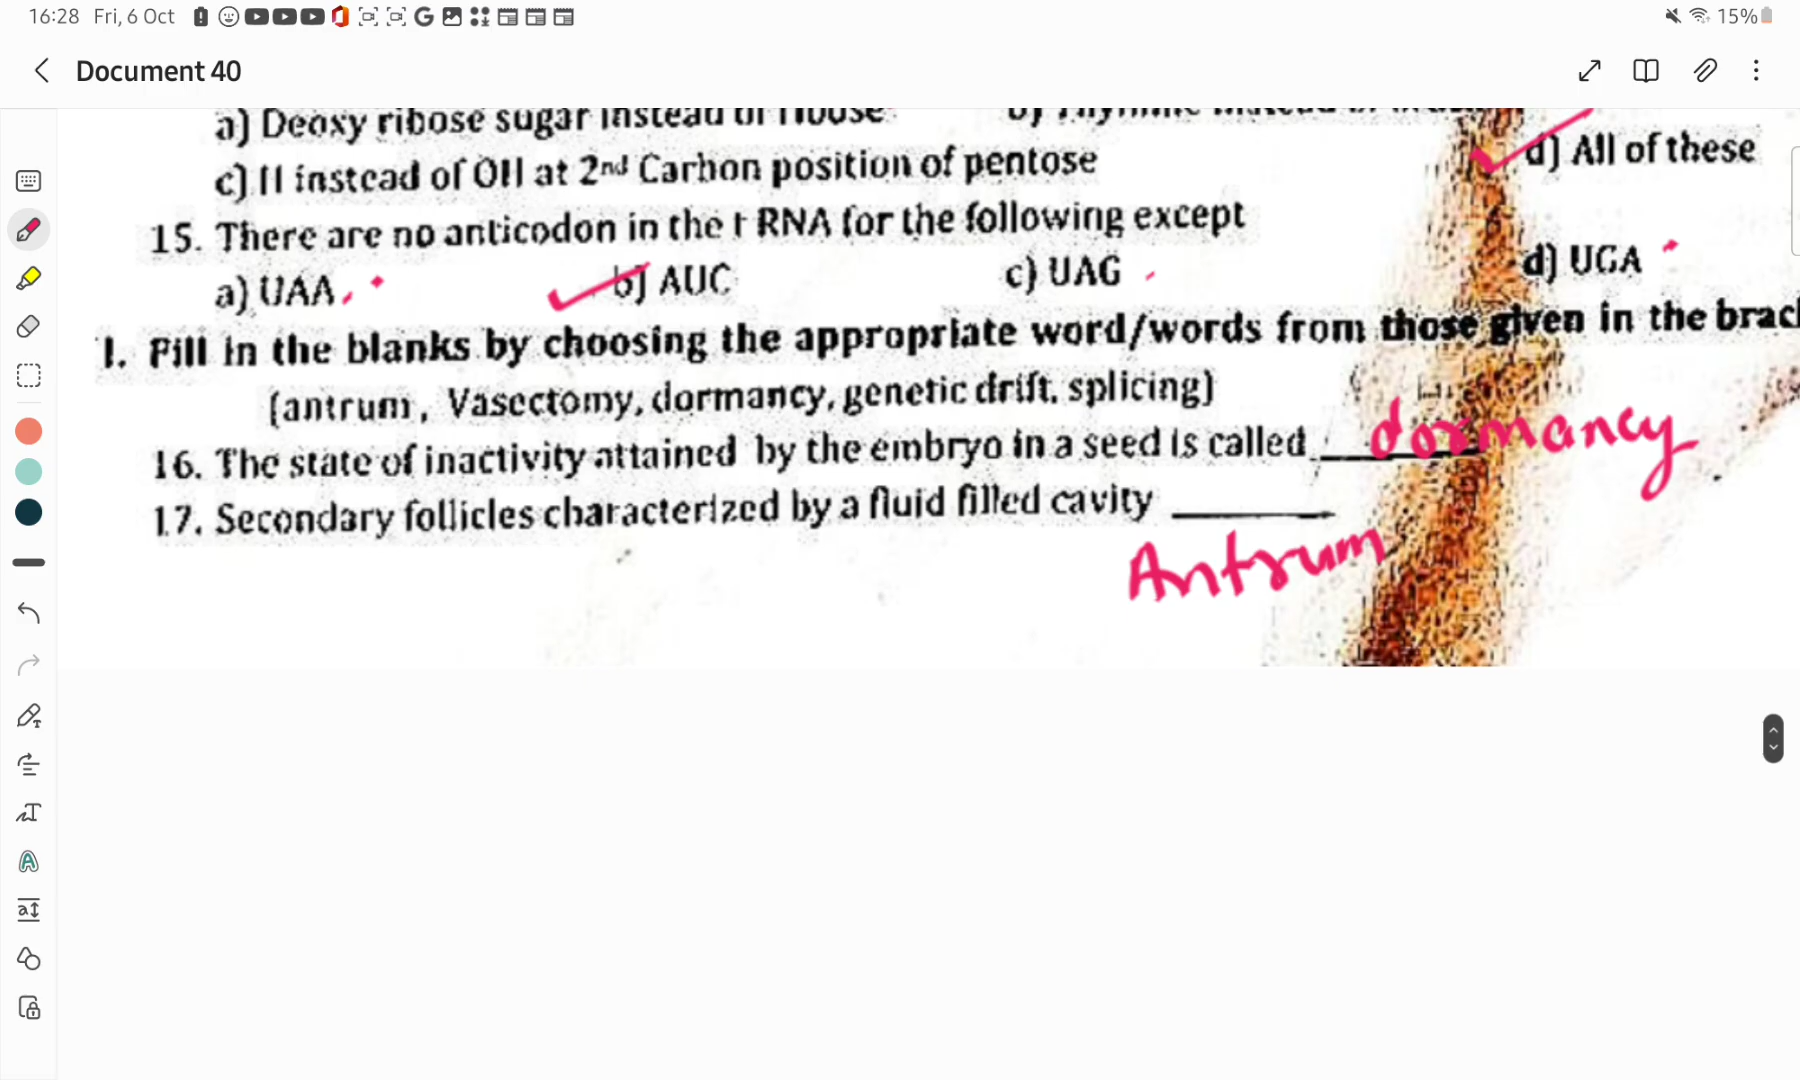 16:28 Fri, 6 Oct 15%
Document 40
a) Deoxy ribose sugar instead of ribose b) Thymine instead of
c) H instead of OH at 2nd Carbon position of pentose d) All of these
15. There are no anticodon in the t RNA for the following except
a) UAA b) AUC c) UAG d) UGA
I. Fill in the blanks by choosing the appropriate word/words from those given in the brac
(antrum, Vasectomy, dormancy, genetic drift, splicing)
16. The state of inactivity attained by the embryo in a seed is called dormancy
17. Secondary follicles characterized by a fluid filled cavity
Antrum